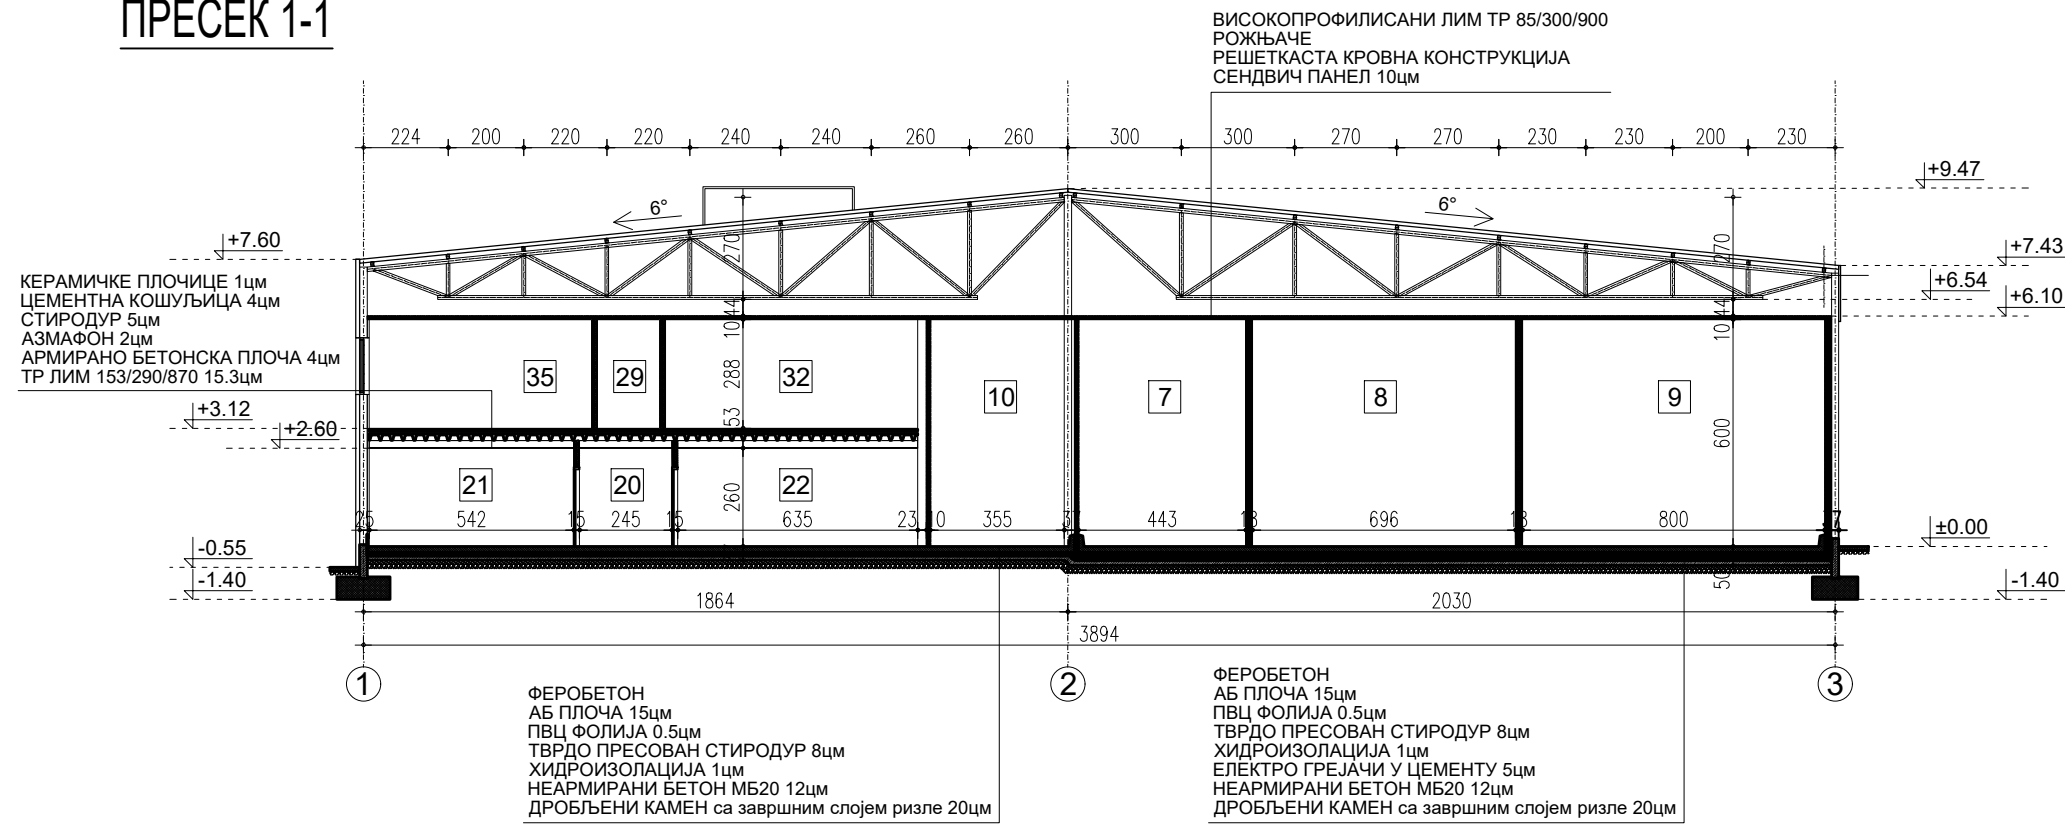 ПРЕСЕК 1-1
ВИСОКОПРОФИЛИСАНИ ЛИМ ТР 85/300/900
РОЖЊАЧЕ
РЕШЕТКАСТА КРОВНА КОНСТРУКЦИЈА
СЕНДВИЧ ПАНЕЛ 10цм
224 200 220 220 240 240 260 260 300 300 270 270 230 230 200 230
+9.47
6° 6°
+7.60
270 270
+7.43
+6.54
+6.10
КЕРАМИЧКЕ ПЛОЧИЦЕ 1цм
ЦЕМЕНТНА КОШУЉИЦА 4цм
СТИРОДУР 5цм
АЗМАФОН 2цм
АРМИРАНО БЕТОНСКА ПЛОЧА 4цм
ТР ЛИМ 153/290/870 15.3цм
44 44
10 10
35 29 32 10 7 8 9
288
+3.12
53
+2.60
600
21 20 22
260
25 542 15 245 15 635 23 10 355 443 18 696 18 800
±0.00
-0.55
-1.40
50
-1.40
1864 2030
3894
1 2 3
ФЕРОБЕТОН
АБ ПЛОЧА 15цм
ПВЦ ФОЛИЈА 0.5цм
ТВРДО ПРЕСОВАН СТИРОДУР 8цм
ХИДРОИЗОЛАЦИЈА 1цм
НЕАРМИРАНИ БЕТОН МБ20 12цм
ДРОБЉЕНИ КАМЕН са завршним слојем ризле 20цм
ФЕРОБЕТОН
АБ ПЛОЧА 15цм
ПВЦ ФОЛИЈА 0.5цм
ТВРДО ПРЕСОВАН СТИРОДУР 8цм
ХИДРОИЗОЛАЦИЈА 1цм
ЕЛЕКТРО ГРЕЈАЧИ У ЦЕМЕНТУ 5цм
НЕАРМИРАНИ БЕТОН МБ20 12цм
ДРОБЉЕНИ КАМЕН са завршним слојем ризле 20цм